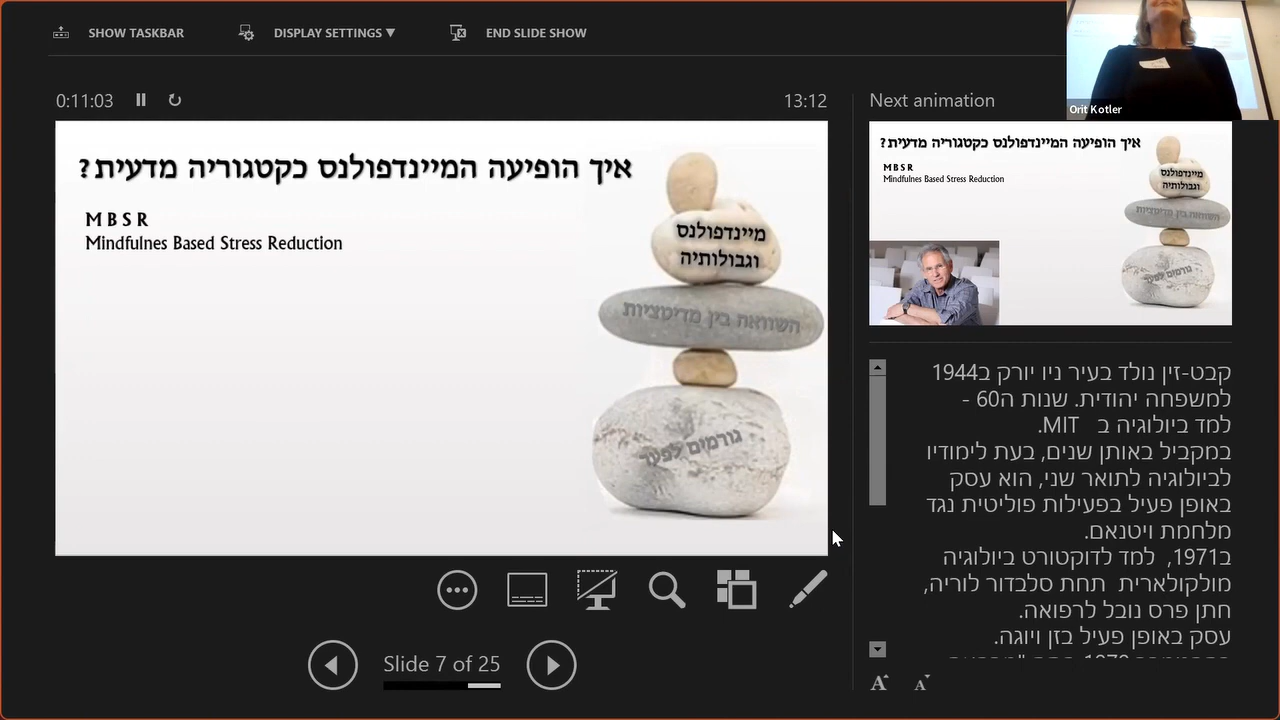 SHOW TASKBAR
DISPLAY SETTINGS ▼
END SLIDE SHOW
Orit Kotler
0:11:03
13:12
Next animation
איך הופיעה המיינדפולנס כקטגוריה מדעית?
MBSR
Mindfulnes Based Stress Reduction
מיינדפולנס
וגבולותיה
השוואה בין מדיטציות
גורמים לפער
איך הופיעה המיינדפולנס כקטגוריה מדעית?
MBSR
Mindfulnes Based Stress Reduction
מיינדפולנס
וגבולותיה
השוואה בין מדיטציות
גורמים לפער
קבט-זין נולד בעיר ניו יורק ב1944
למשפחה יהודית. שנות ה60 -
למד ביולוגיה ב MIT.
במקביל באותן שנים, בעת לימודיו
לביולוגיה לתואר שני, הוא עסק
באופן פעיל בפעילות פוליטית נגד
מלחמת ויטנאם.
ב1971, למד לדוקטורט ביולוגיה
מולקולארית תחת סלבדור לוריה,
חתן פרס נובל לרפואה.
עסק באופן פעיל בזן ויוגה.
Slide 7 of 25
A A